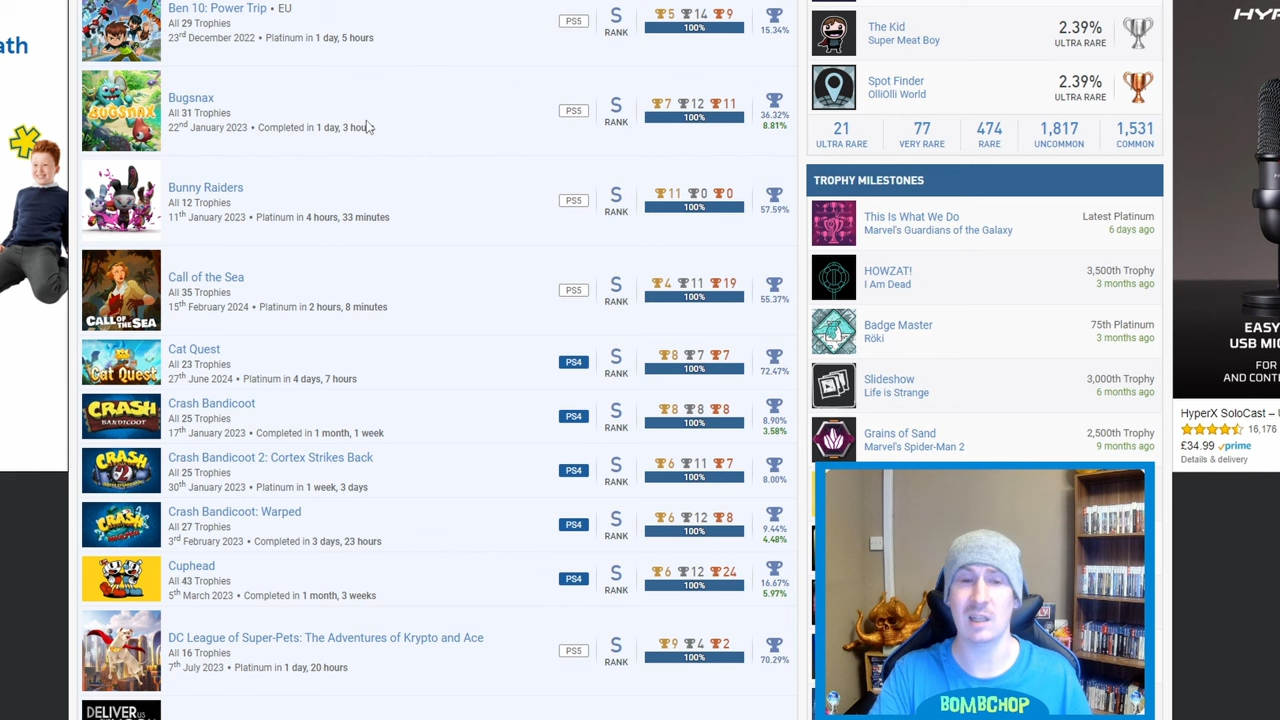 ath
Ben 10: Power Trip • EU
All 29 Trophies
23rd December 2022 • Platinum in 1 day, 5 hours
PS5
S
RANK
5 14 9
100%
15.34%
BUGSNAX
Bugsnax
All 31 Trophies
22nd January 2023 • Completed in 1 day, 3 hours
PS5
S
RANK
7 12 11
100%
36.32%
8.81%
Bunny Raiders
All 12 Trophies
11th January 2023 • Platinum in 4 hours, 33 minutes
PS5
S
RANK
11 0 0
100%
57.59%
CALL OF THE SEA
Call of the Sea
All 35 Trophies
15th February 2024 • Platinum in 2 hours, 8 minutes
PS5
S
RANK
4 11 19
100%
55.37%
Cat Quest
Cat Quest
All 23 Trophies
27th June 2024 • Platinum in 4 days, 7 hours
PS4
S
RANK
8 7 7
100%
72.47%
CRASH
BANDICOOT
Crash Bandicoot
All 25 Trophies
17th January 2023 • Completed in 1 month, 1 week
PS4
S
RANK
8 8 8
100%
8.90%
3.58%
CRASH
Crash Bandicoot 2: Cortex Strikes Back
All 25 Trophies
30th January 2023 • Platinum in 1 week, 3 days
PS4
S
RANK
6 11 7
100%
8.00%
CRASH
Crash Bandicoot: Warped
All 27 Trophies
3rd February 2023 • Completed in 3 days, 23 hours
PS4
S
RANK
6 12 8
100%
9.44%
4.48%
Cuphead
All 43 Trophies
5th March 2023 • Completed in 1 month, 3 weeks
PS4
S
RANK
6 12 24
100%
16.67%
5.97%
DC League of Super-Pets: The Adventures of Krypto and Ace
All 16 Trophies
7th July 2023 • Platinum in 1 day, 20 hours
PS5
S
RANK
9 4 2
100%
70.29%
DELIVER
The Kid
Super Meat Boy
2.39%
ULTRA RARE
Spot Finder
OlliOlli World
2.39%
ULTRA RARE
21 77 474 1,817 1,531
ULTRA RARE VERY RARE RARE UNCOMMON COMMON
TROPHY MILESTONES
This Is What We Do
Marvel's Guardians of the Galaxy
Latest Platinum
6 days ago
HOWZAT!
I Am Dead
3,500th Trophy
3 months ago
Badge Master
Röki
75th Platinum
3 months ago
Slideshow
Life is Strange
3,000th Trophy
6 months ago
Grains of Sand
Marvel's Spider-Man 2
2,500th Trophy
9 months ago
BOMBCHOP
EASY
USB MI
FOR
AND CONT
HyperX SoloCast –
16,176
£34.99 prime
Details & delivery